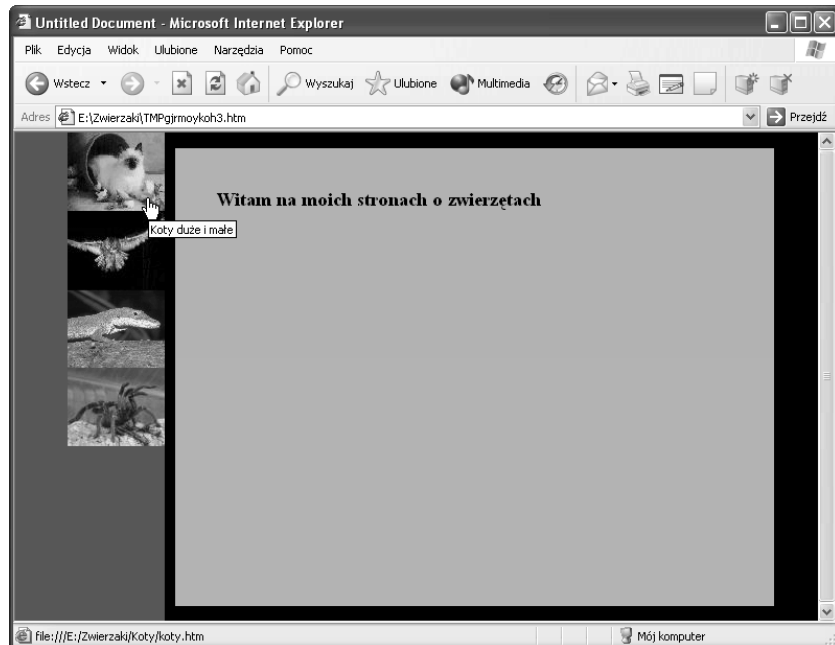 Untitled Document - Microsoft Internet Explorer
Plik Edycja Widok Ulubione Narzędzia Pomoc
Wstecz Wyszukaj Ulubione Multimedia
Adres E:\Zwierzaki\TMPgjrmoykoh3.htm Przejdź
Witam na moich stronach o zwierzętach
Koty duże i małe
file:///E:/Zwierzaki/Koty/koty.htm Mój komputer